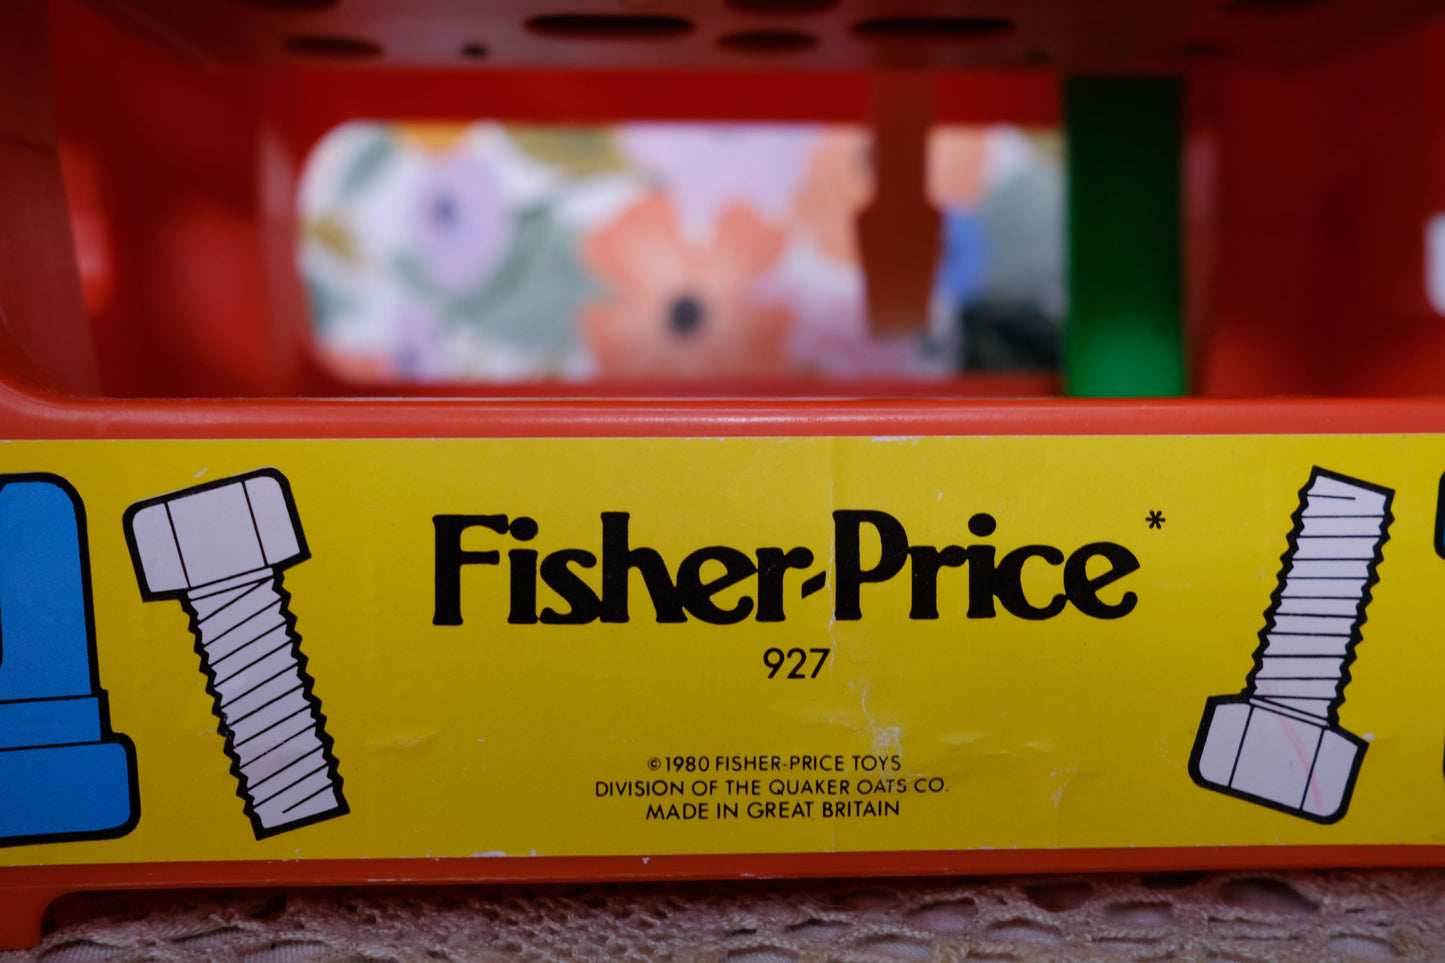 Fisher-Price*
927
©1980 FISHER-PRICE TOYS
DIVISION OF THE QUAKER OATS CO.
MADE IN GREAT BRITAIN